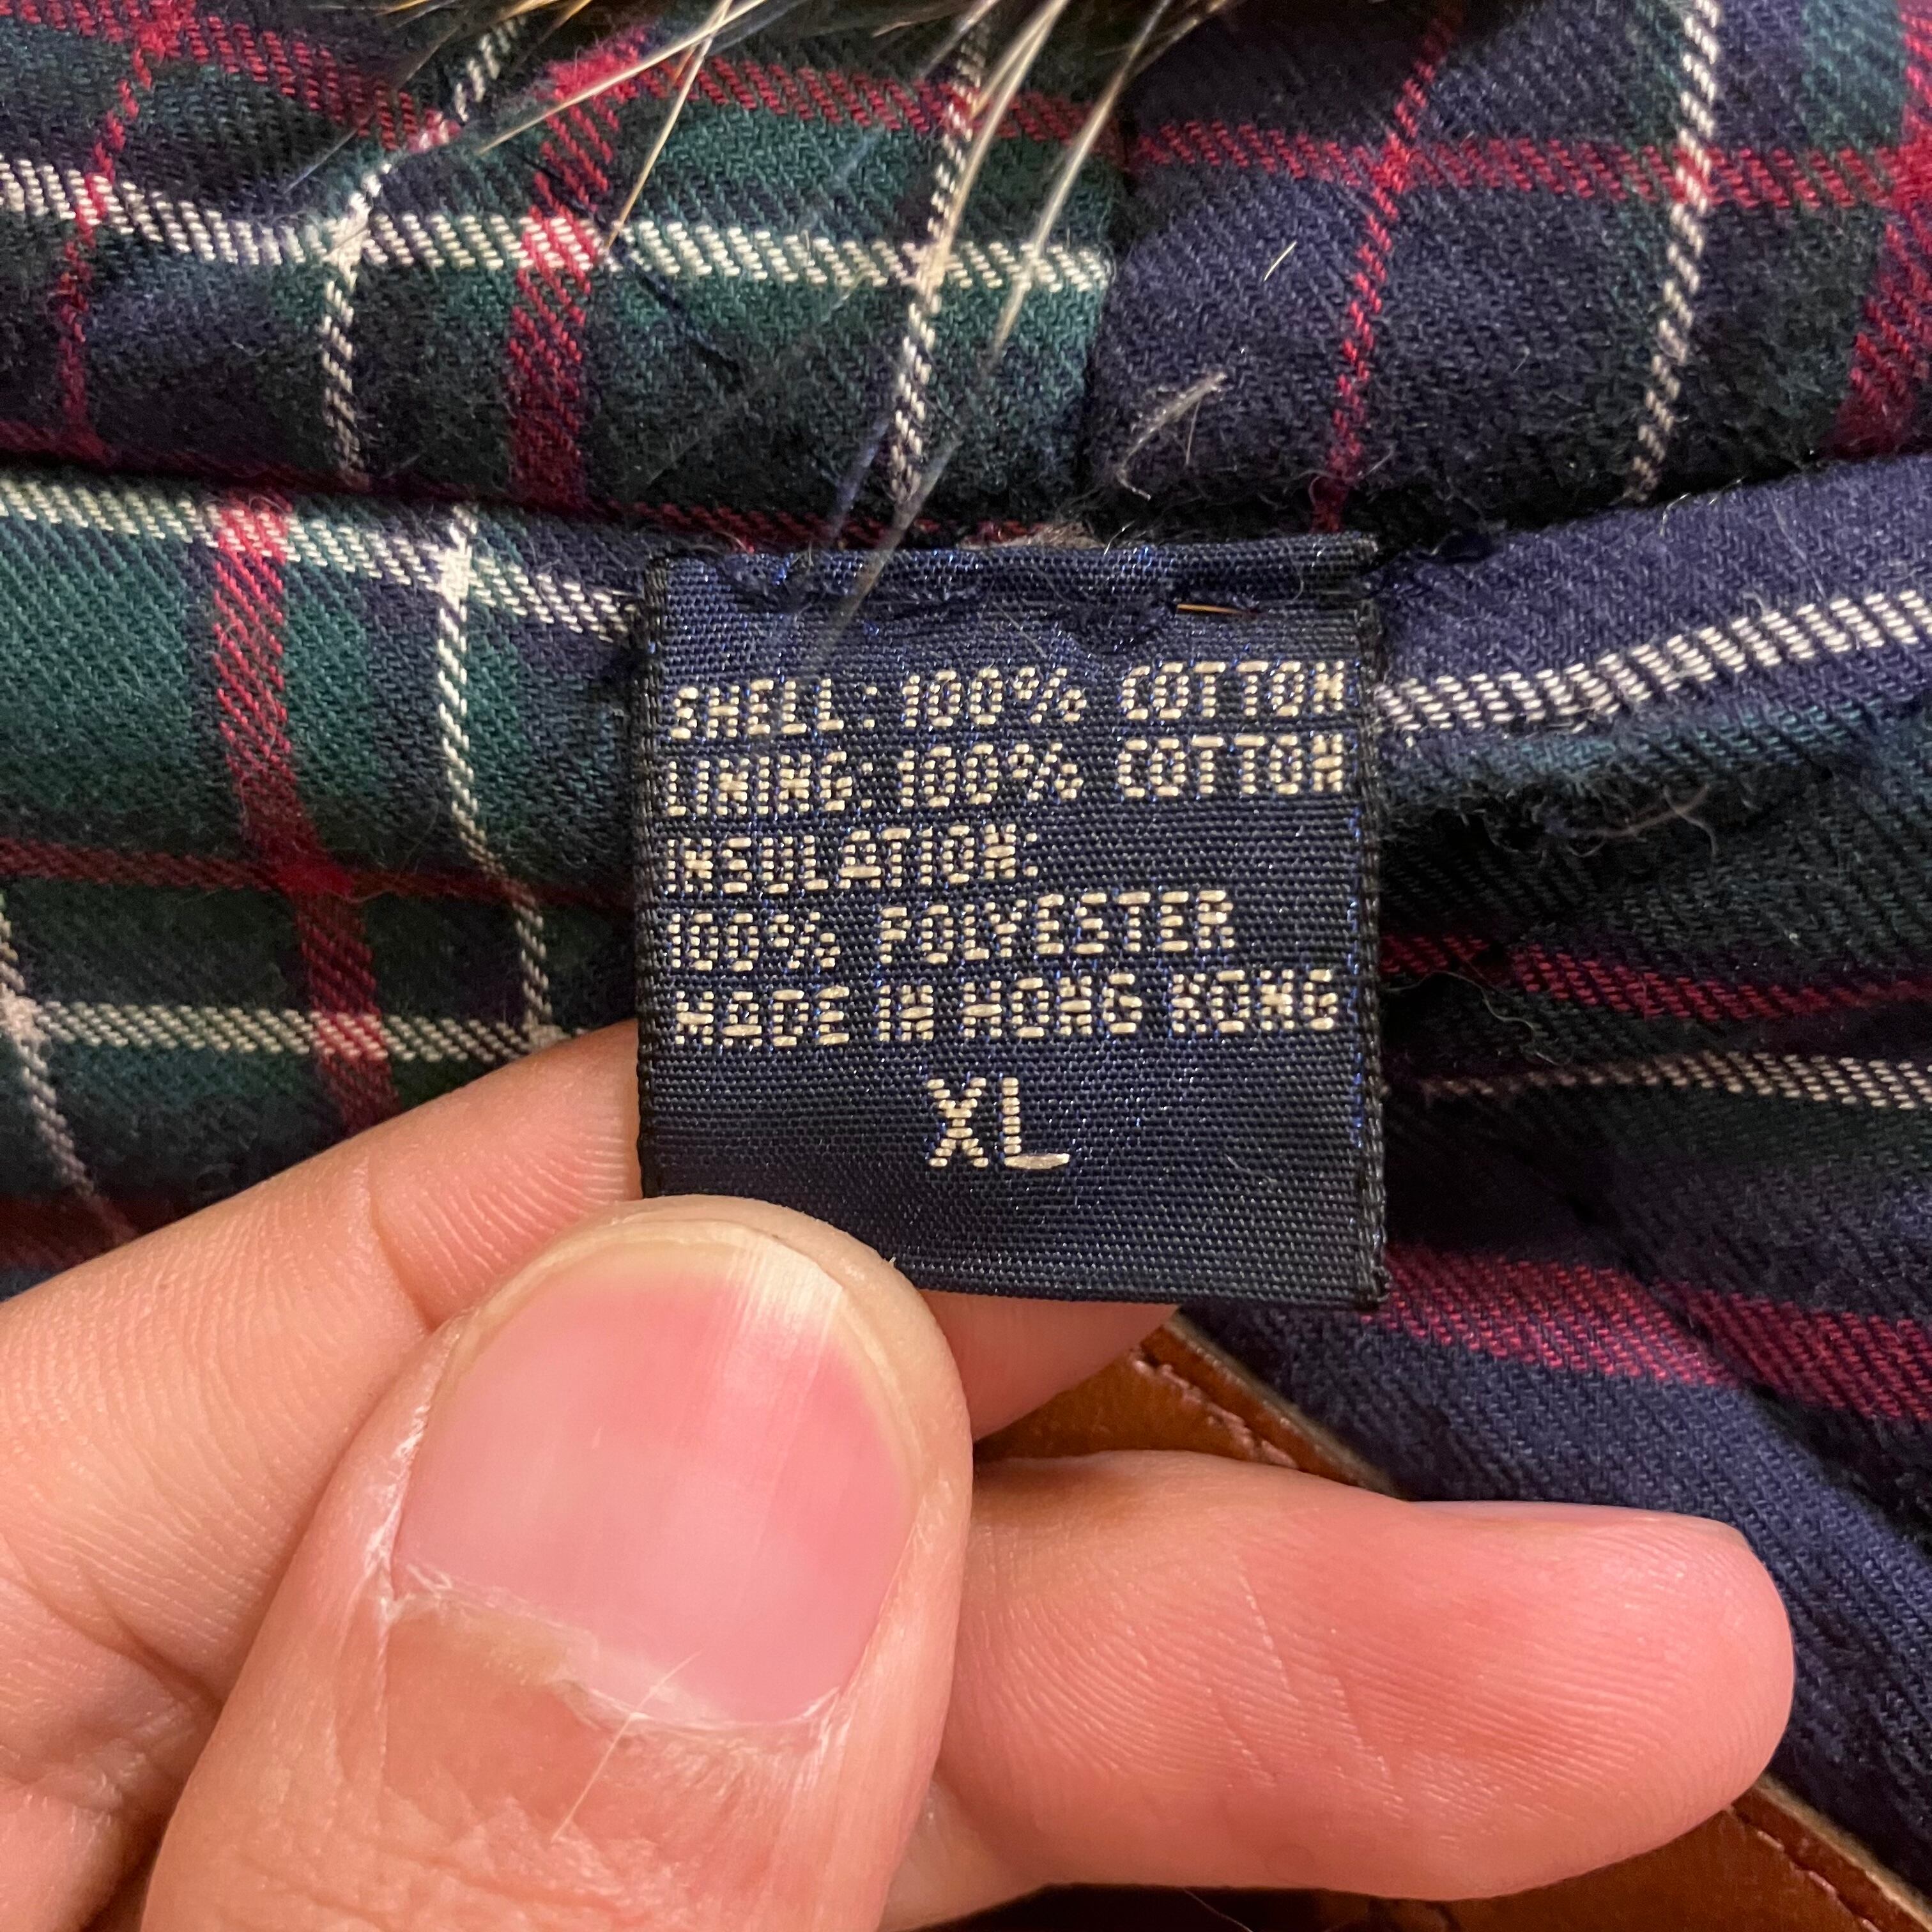 SHELL: 100% COTTON
LINING: 100% COTTON
INSULATION:
100% POLYESTER
MADE IN HONG KONG
XL